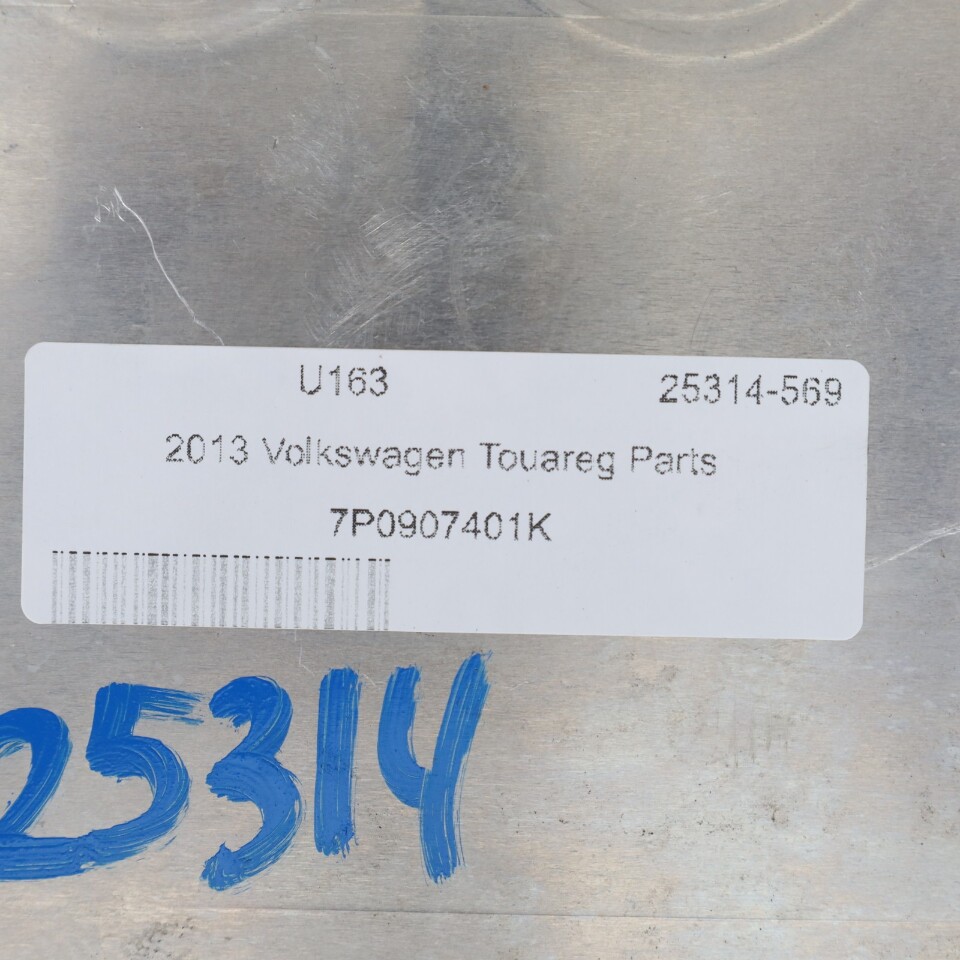 U163 25314-569
2013 Volkswagen Touareg Parts
7P0907401K
25314